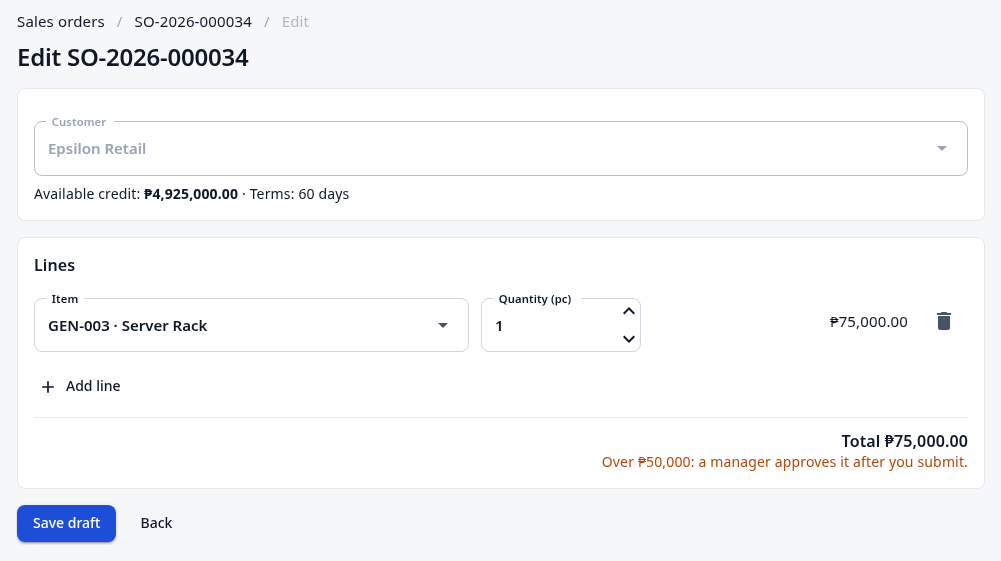 Sales orders / SO-2026-000034 / Edit
Edit SO-2026-000034
Customer
Epsilon Retail
Available credit: ₱4,925,000.00 · Terms: 60 days
Lines
Item
GEN-003 · Server Rack
Quantity (pc)
1
₱75,000.00
Add line
Total ₱75,000.00
Over ₱50,000: a manager approves it after you submit.
Save draft
Back